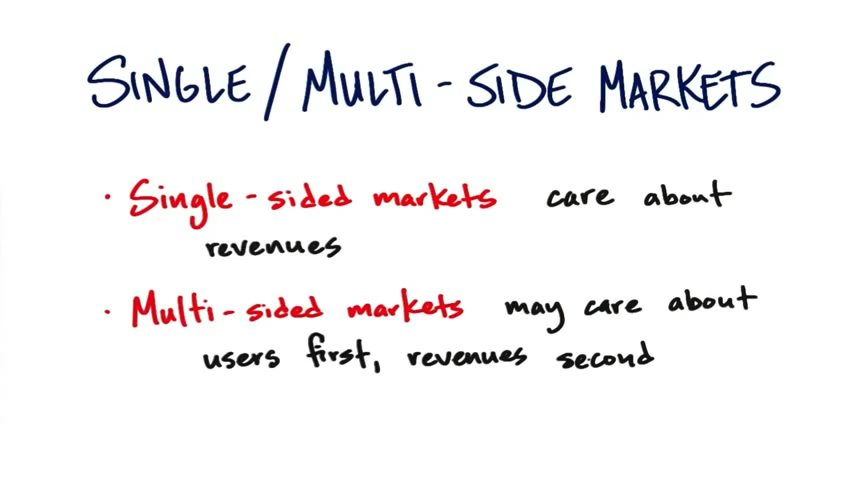 SINGLE / MULTI - SIDE MARKETS
• Single - sided markets care about
revenues
• Multi - sided markets may care about
users first, revenues second